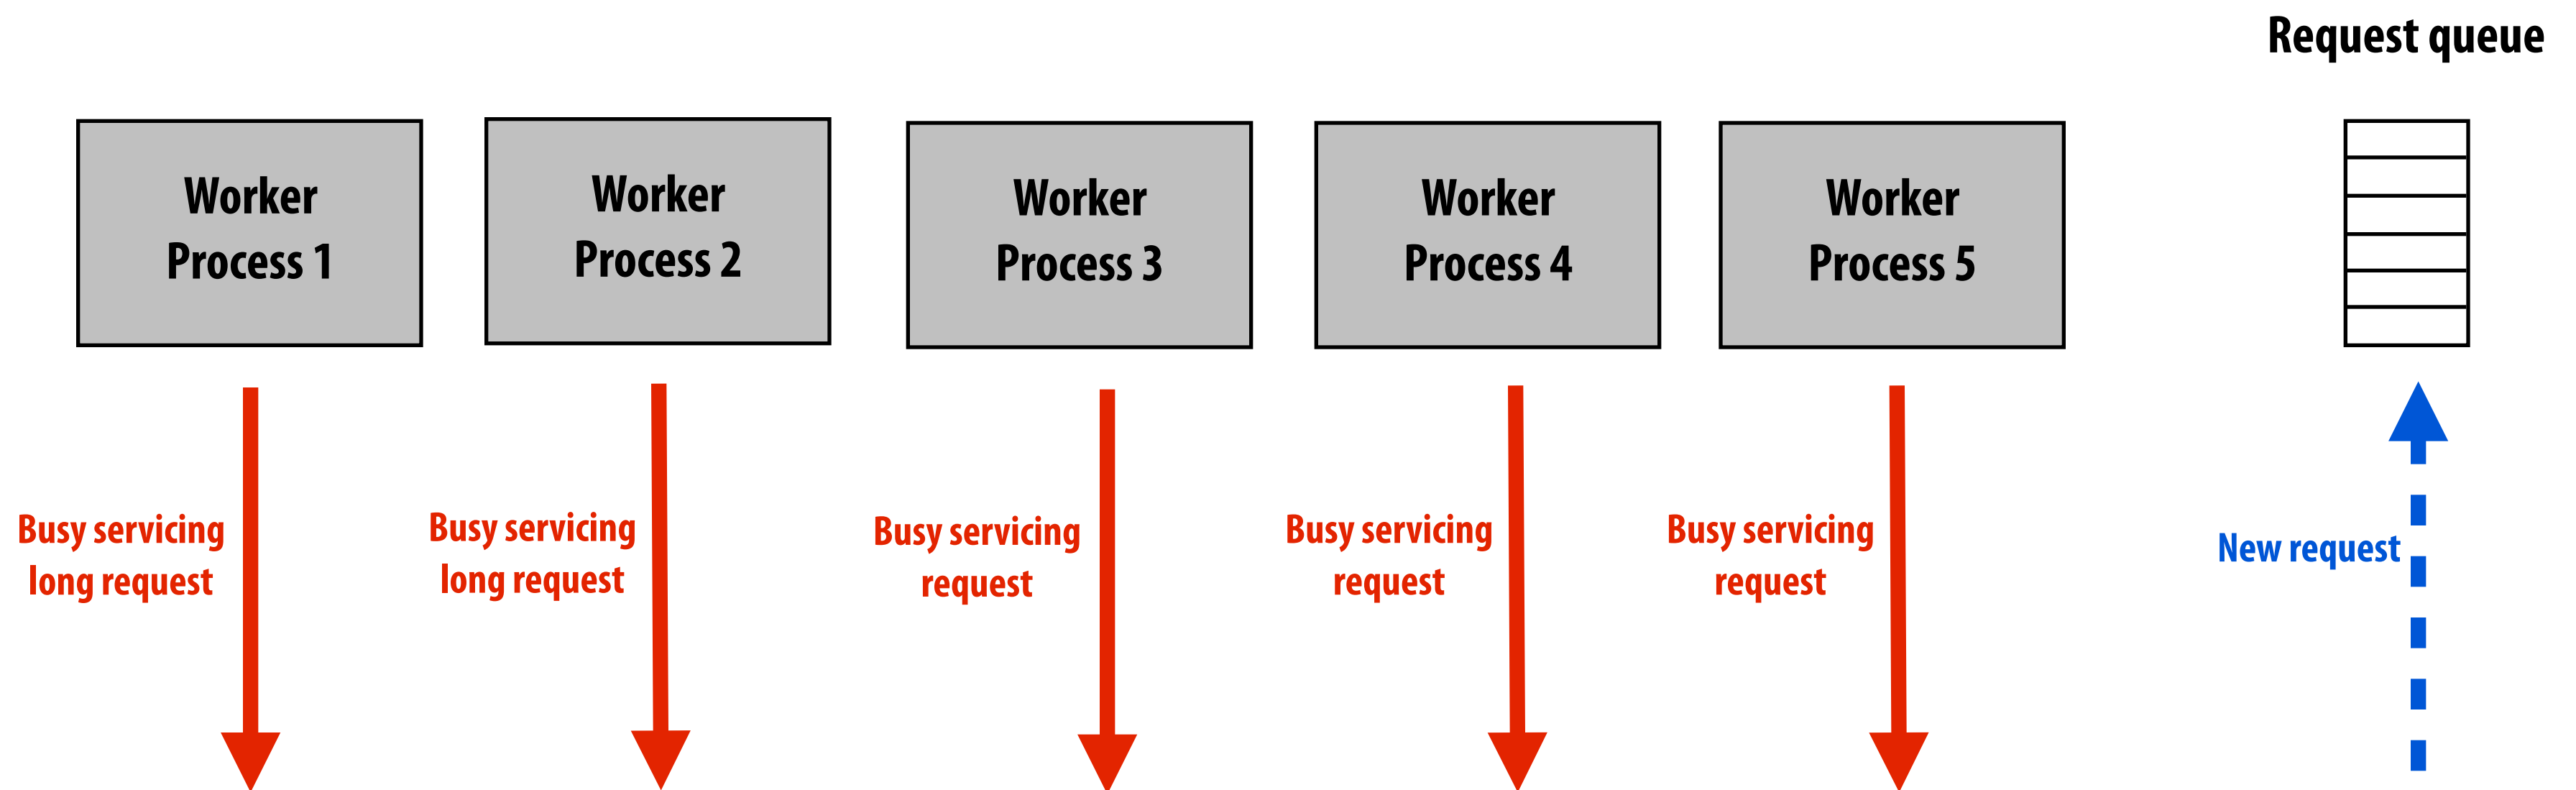 Request queue
Worker
Process 1
Worker
Process 2
Worker
Process 3
Worker
Process 4
Worker
Process 5
Busy servicing
long request
Busy servicing
long request
Busy servicing
request
Busy servicing
request
Busy servicing
request
New request